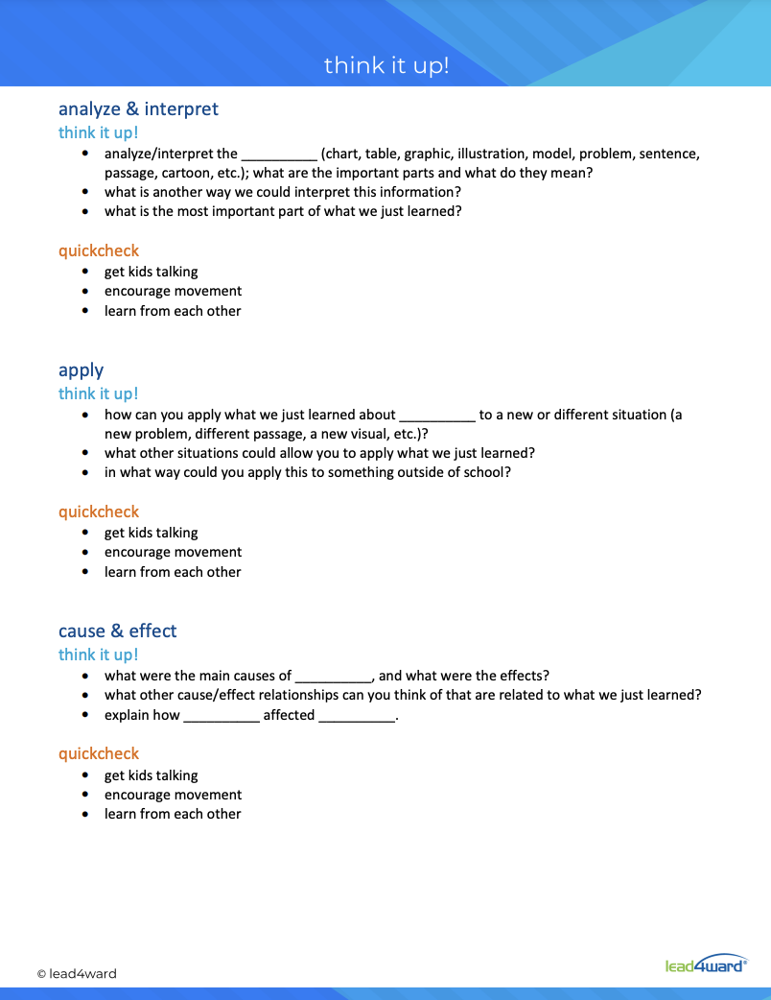 think it up!
analyze & interpret
think it up!
• analyze/interpret the __________ (chart, table, graphic, illustration, model, problem, sentence,
passage, cartoon, etc.); what are the important parts and what do they mean?
• what is another way we could interpret this information?
• what is the most important part of what we just learned?
quickcheck
• get kids talking
• encourage movement
• learn from each other
apply
think it up!
• how can you apply what we just learned about __________ to a new or different situation (a
new problem, different passage, a new visual, etc.)?
• what other situations could allow you to apply what we just learned?
• in what way could you apply this to something outside of school?
quickcheck
• get kids talking
• encourage movement
• learn from each other
cause & effect
think it up!
• what were the main causes of __________, and what were the effects?
• what other cause/effect relationships can you think of that are related to what we just learned?
• explain how __________ affected __________.
quickcheck
• get kids talking
• encourage movement
• learn from each other
© lead4ward
lead4ward®